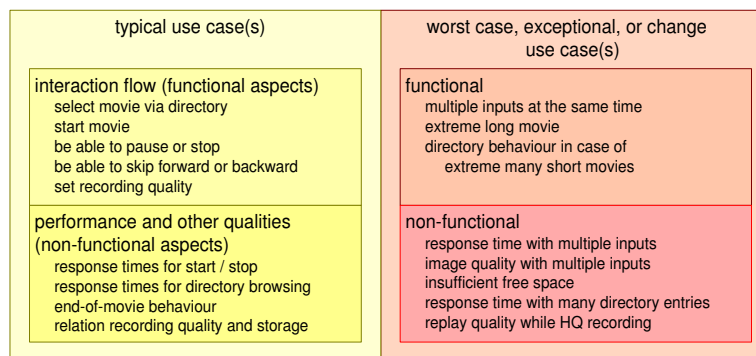 typical use case(s)
interaction flow (functional aspects)
select movie via directory
start movie
be able to pause or stop
be able to skip forward or backward
set recording quality
performance and other qualities
(non-functional aspects)
response times for start / stop
response times for directory browsing
end-of-movie behaviour
relation recording quality and storage
worst case, exceptional, or change
use case(s)
functional
multiple inputs at the same time
extreme long movie
directory behaviour in case of
extreme many short movies
non-functional
response time with multiple inputs
image quality with multiple inputs
insufficient free space
response time with many directory entries
replay quality while HQ recording